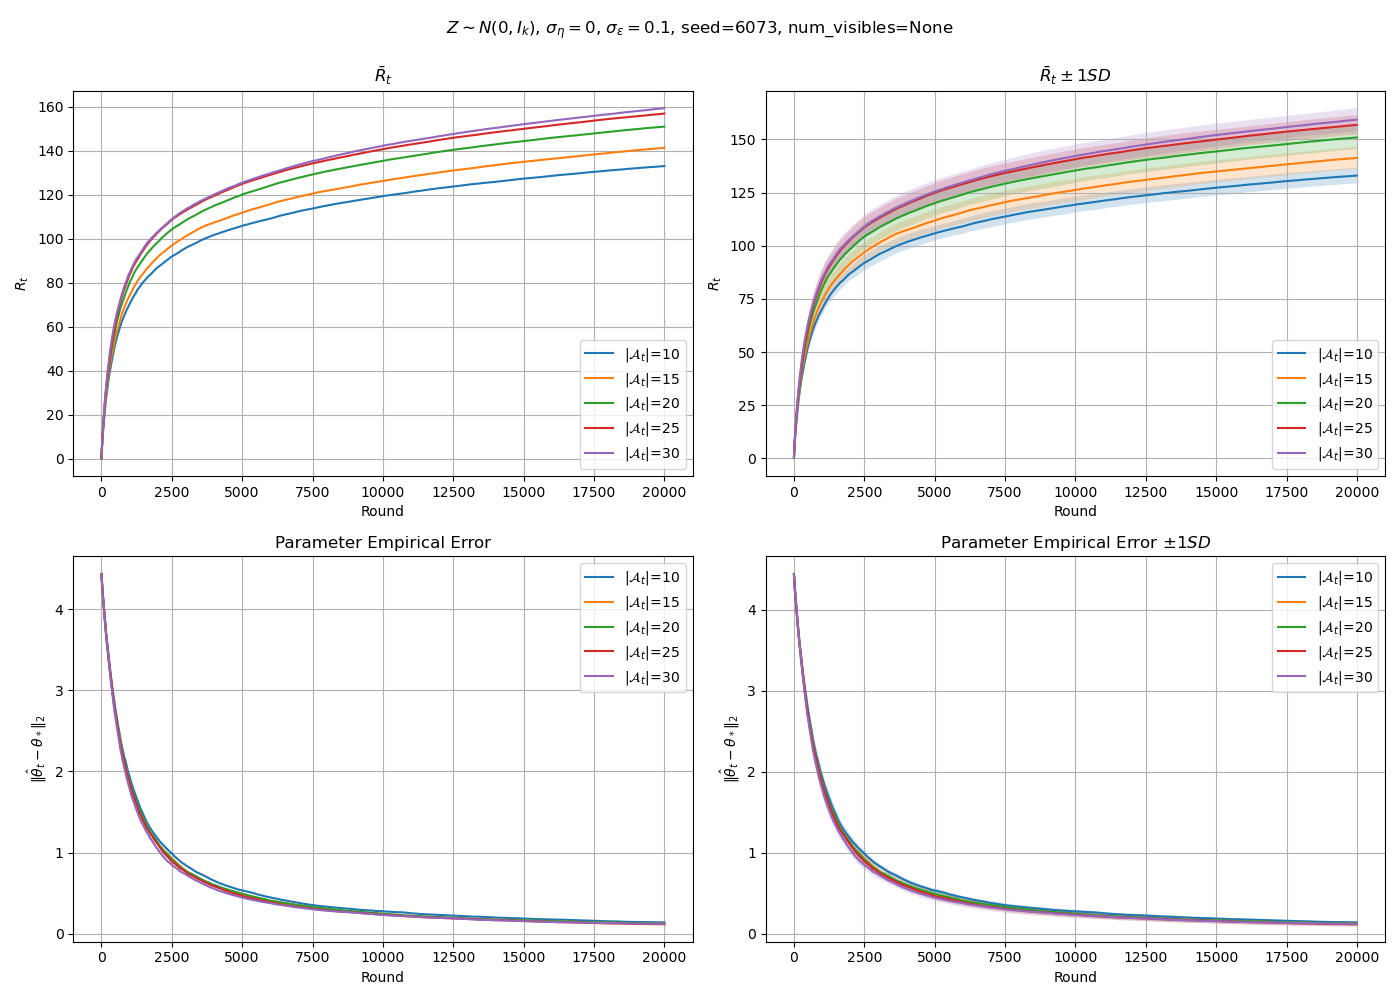 Z ∼ N(0, I_k), σ_η = 0, σ_ε = 0.1, seed=6073, num_visibles=None
R̄_t
160
140
120
100
80
60
40
20
0
R_t
0 2500 5000 7500 10000 12500 15000 17500 20000
Round
|𝒜_t|=10
|𝒜_t|=15
|𝒜_t|=20
|𝒜_t|=25
|𝒜_t|=30
R̄_t ± 1SD
150
125
100
75
50
25
0
R_t
0 2500 5000 7500 10000 12500 15000 17500 20000
Round
|𝒜_t|=10
|𝒜_t|=15
|𝒜_t|=20
|𝒜_t|=25
|𝒜_t|=30
Parameter Empirical Error
4
3
2
1
0
‖θ̂_t − θ_*‖_2
0 2500 5000 7500 10000 12500 15000 17500 20000
Round
|𝒜_t|=10
|𝒜_t|=15
|𝒜_t|=20
|𝒜_t|=25
|𝒜_t|=30
Parameter Empirical Error ±1SD
4
3
2
1
0
‖θ̂_t − θ_*‖_2
0 2500 5000 7500 10000 12500 15000 17500 20000
Round
|𝒜_t|=10
|𝒜_t|=15
|𝒜_t|=20
|𝒜_t|=25
|𝒜_t|=30